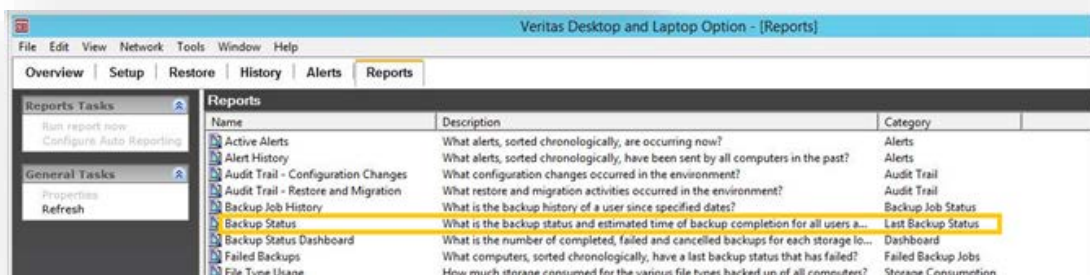 Veritas Desktop and Laptop Option - [Reports]
File Edit View Network Tools Window Help
Overview Setup Restore History Alerts Reports
Reports Tasks
Run report now
Configure Auto Reporting
General Tasks
Properties
Refresh
Reports
Name Description Category
Active Alerts What alerts, sorted chronologically, are occurring now? Alerts
Alert History What alerts, sorted chronologically, have been sent by all computers in the past? Alerts
Audit Trail - Configuration Changes What configuration changes occurred in the environment? Audit Trail
Audit Trail - Restore and Migration What restore and migration activities occurred in the environment? Audit Trail
Backup Job History What is the backup history of a user since specified dates? Backup Job Status
Backup Status What is the backup status and estimated time of backup completion for all users a... Last Backup Status
Backup Status Dashboard What is the number of completed, failed and cancelled backups for each storage lo... Dashboard
Failed Backups What computers, sorted chronologically, have a last backup status that has failed? Failed Backup Jobs
File Type Usage How much storage consumed for the various file types backed up of all computers? Storage Consumption